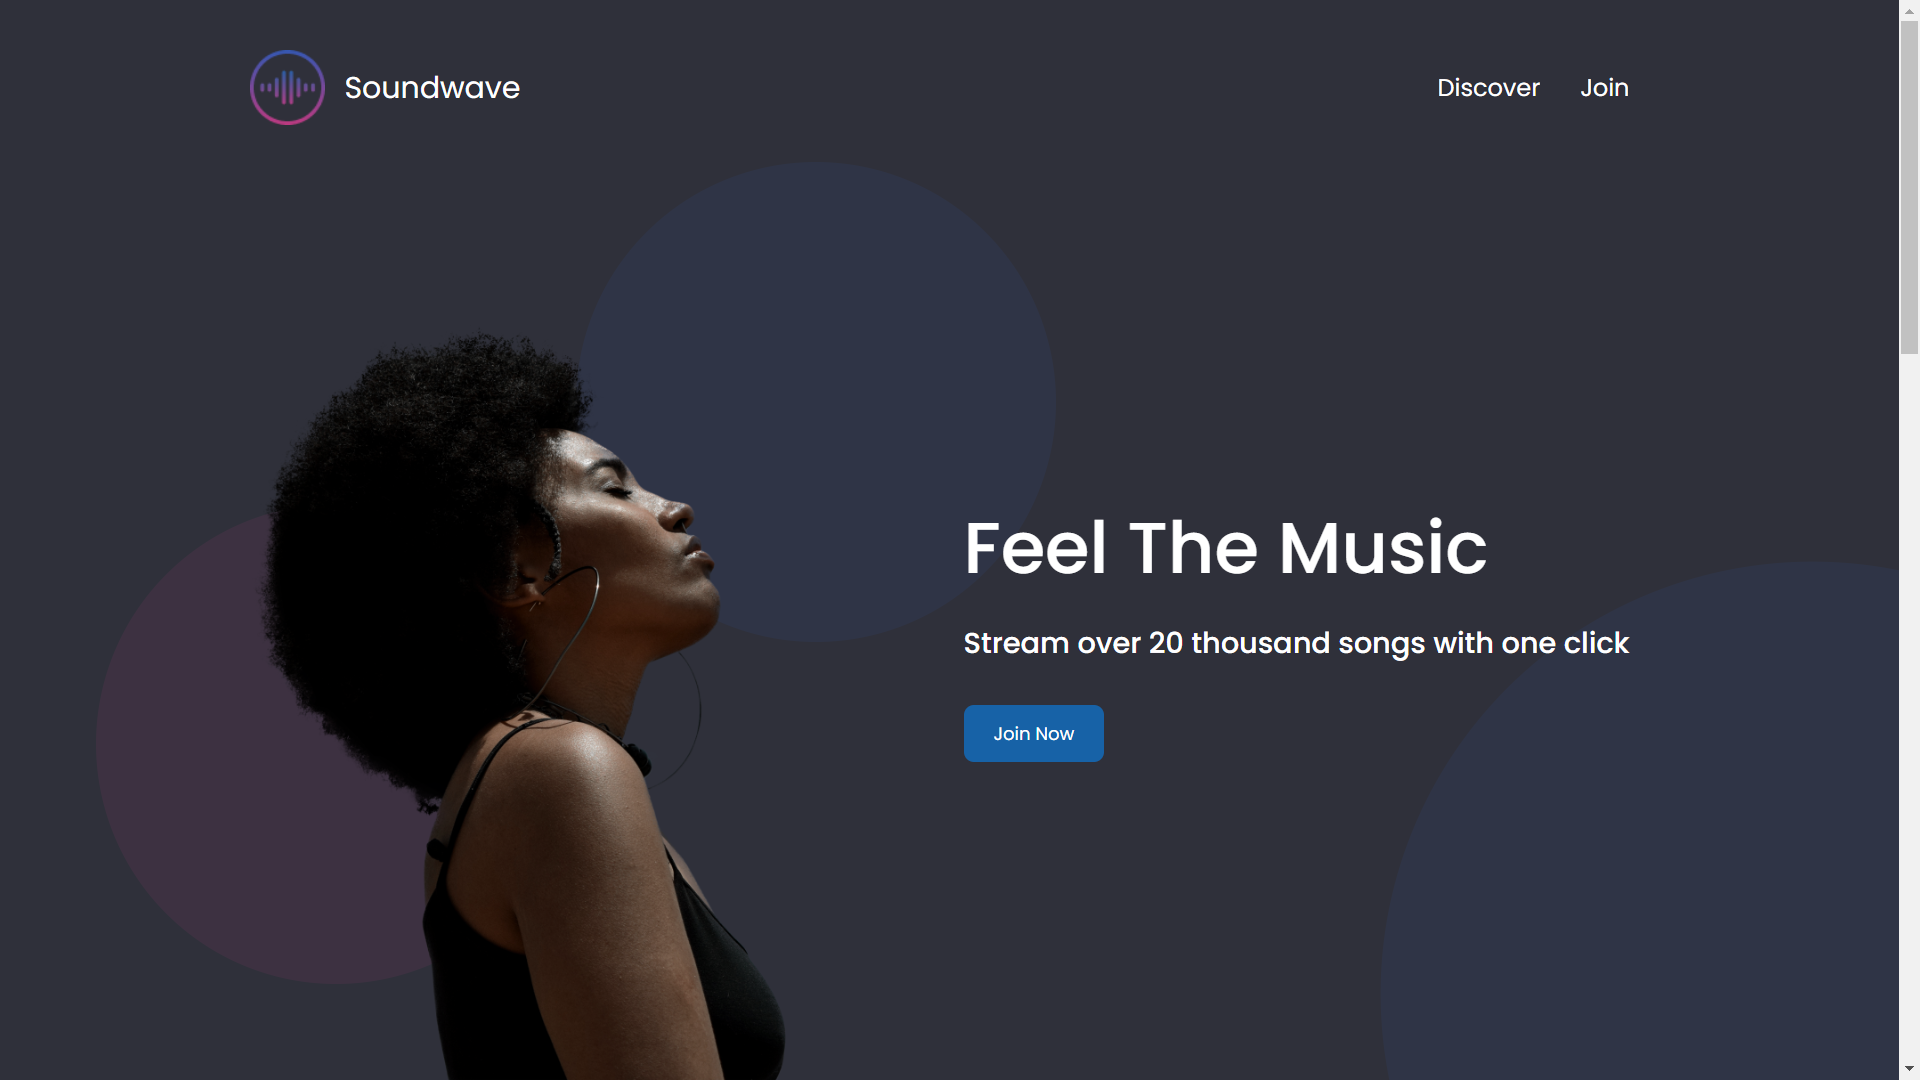 Soundwave
Discover
Join
Feel The Music
Stream over 20 thousand songs with one click
Join Now